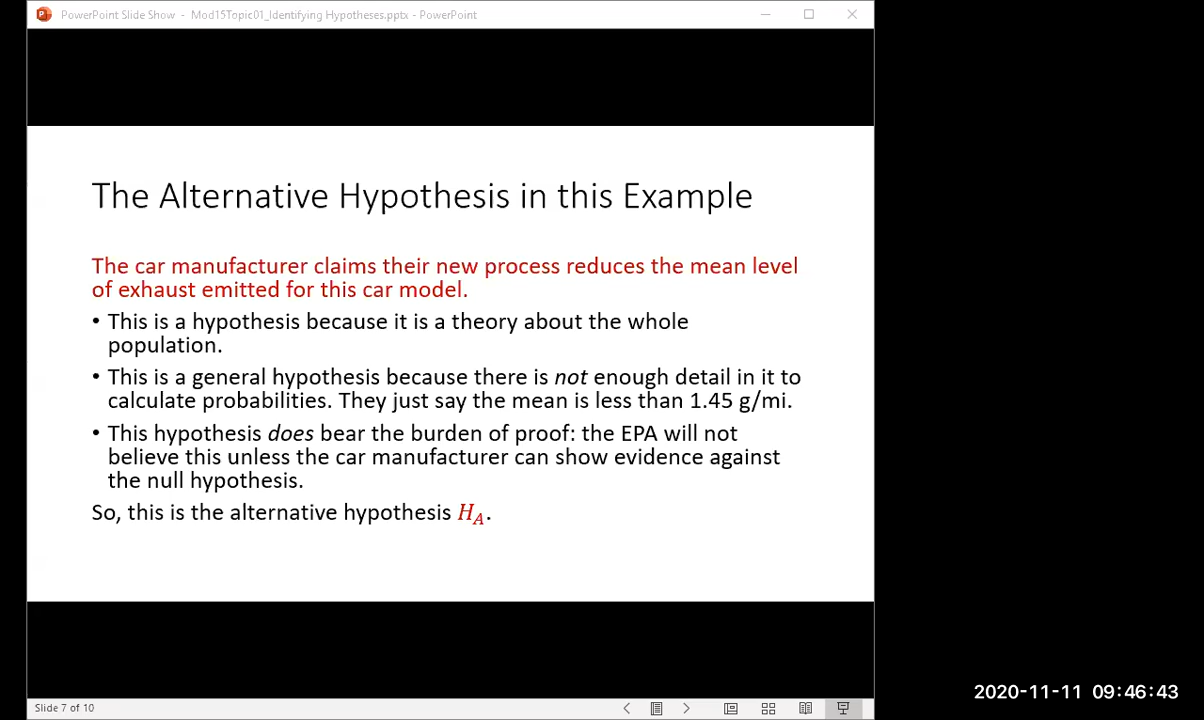 PowerPoint Slide Show - Mod15Topic01_Identifying Hypotheses.pptx - PowerPoint
The Alternative Hypothesis in this Example
The car manufacturer claims their new process reduces the mean level
of exhaust emitted for this car model.
• This is a hypothesis because it is a theory about the whole
population.
• This is a general hypothesis because there is not enough detail in it to
calculate probabilities. They just say the mean is less than 1.45 g/mi.
• This hypothesis does bear the burden of proof: the EPA will not
believe this unless the car manufacturer can show evidence against
the null hypothesis.
So, this is the alternative hypothesis H_A.
Slide 7 of 10
2020-11-11 09:46:43